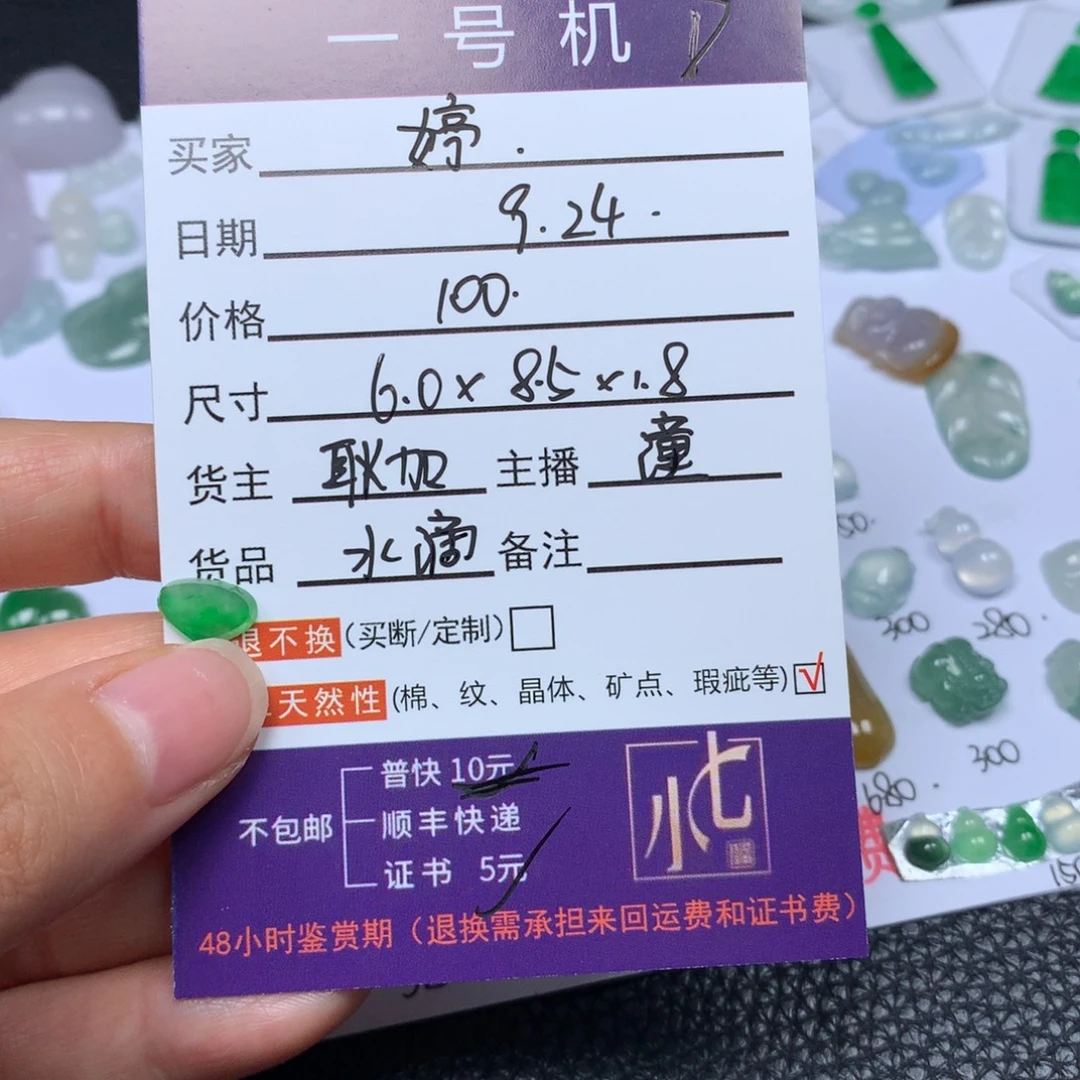 一号机
买家 婷.
日期 9.24.
价格 100.
尺寸 6.0×8.5×1.8
货主 耿加 主播 潼
货品 水滴 备注
退不换(买断/定制)
天然性(棉、纹、晶体、矿点、瑕疵等)√
普快 10元
不包邮 顺丰快递
证书 5元
小七
48小时鉴赏期（退换需承担来回运费和证书费）
300
280.
300
680.